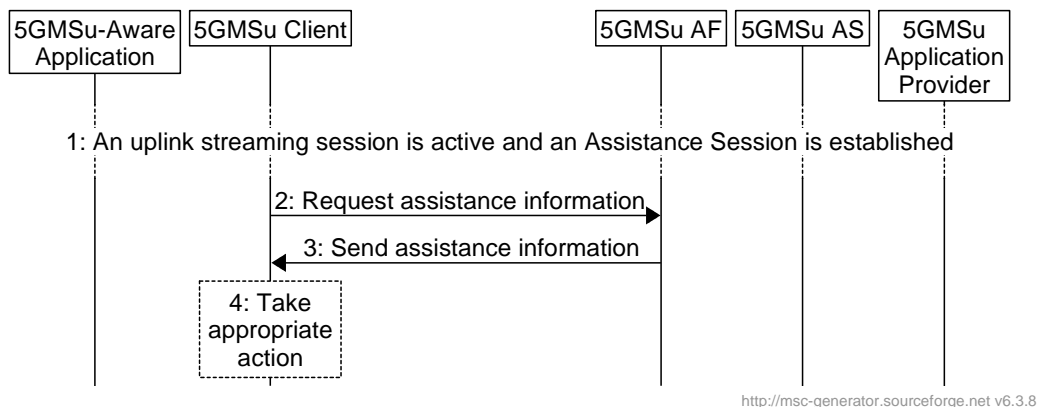 5GMSu-Aware
Application
5GMSu Client
5GMSu AF
5GMSu AS
5GMSu
Application
Provider
1: An uplink streaming session is active and an Assistance Session is established
2: Request assistance information
3: Send assistance information
4: Take
appropriate
action
http://msc-generator.sourceforge.net v6.3.8